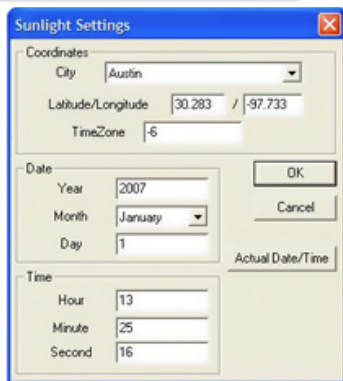 Sunlight Settings
Coordinates
City Austin
Latitude/Longitude 30.283 / -97.733
TimeZone -6
Date
Year 2007
Month January
Day 1
OK
Cancel
Actual Date/Time
Time
Hour 13
Minute 25
Second 16